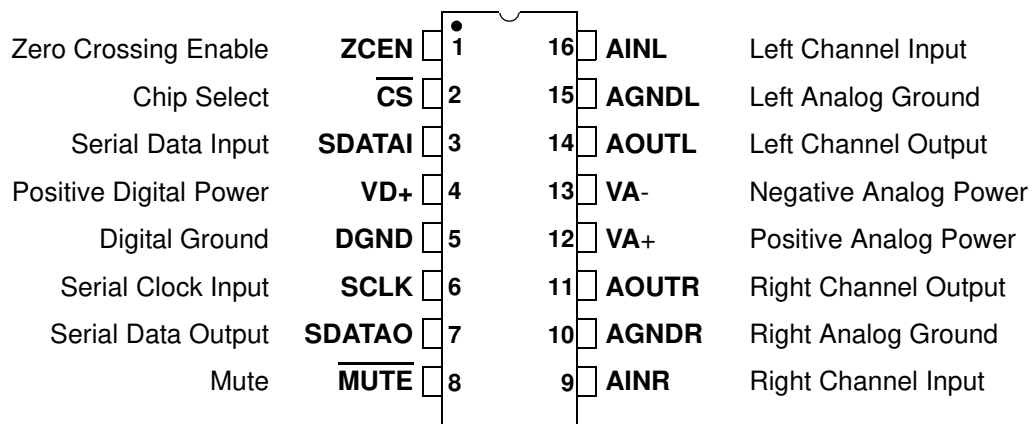 Zero Crossing Enable ZCEN 1 16 AINL Left Channel Input
Chip Select C̅S̅ 2 15 AGNDL Left Analog Ground
Serial Data Input SDATAI 3 14 AOUTL Left Channel Output
Positive Digital Power VD+ 4 13 VA- Negative Analog Power
Digital Ground DGND 5 12 VA+ Positive Analog Power
Serial Clock Input SCLK 6 11 AOUTR Right Channel Output
Serial Data Output SDATAO 7 10 AGNDR Right Analog Ground
Mute M̅U̅T̅E̅ 8 9 AINR Right Channel Input